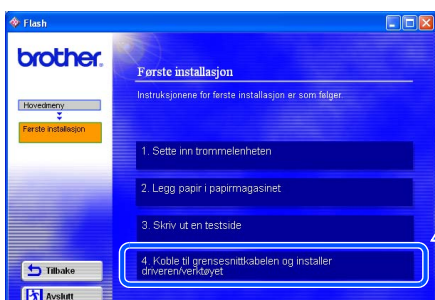 Flash
brother.
Hovedmeny
Første installasjon
Første installasjon
Instruksjonene for første installasjon er som følger.
1. Sette inn trommelenheten
2. Legg papir i papirmagasinet
3. Skriv ut en testside
4. Koble til grensesnittkabelen og installer
driveren/verktøyet
Tilbake
Avslutt